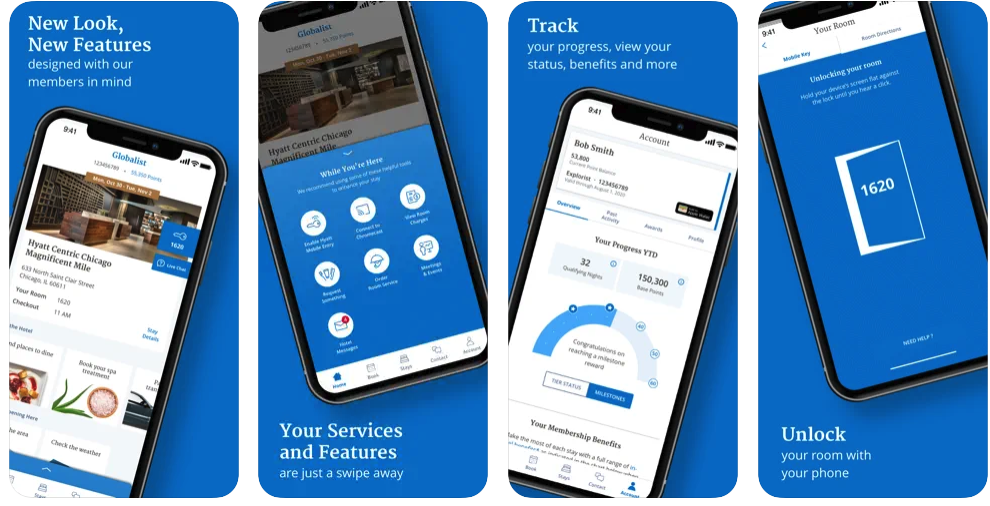 New Look,
New Features
designed with our
members in mind
9:41
Globalist
123456789 • 55,350 Points
Mon, Oct 30 - Tue, Nov 2
1620
Live Chat
Hyatt Centric Chicago
Magnificent Mile
633 North Saint Clair Street
Chicago, IL 60611
Your Room 1620
Checkout 11 AM
Stay
Details
the Hotel
nd places to dine
Book your spa
treatment
pening Here
he area
Check the weather
Stays
Globalist
123456789
Mon, Oct 30 - Tue, Nov 2
Hyatt Centric Chicago
Magnificent Mile
While You're Here
We recommend using some of these helpful tools
to enhance your stay
Enable Hyatt
Mobile Entry
Connect to
Chromecast
View Room
Charges
Request
Something
Order
Room Service
Meetings
& Events
Hotel
Messages
Home
Book
Stays
Contact
Account
Your Services
and Features
are just a swipe away
Track
your progress, view your
status, benefits and more
9:41
Account
Bob Smith
53,800
Current Point Balance
Explorist • 123456789
Valid through August 1, 2020
Apple Wallet
Overview
Past
Activity
Awards
Profile
Your Progress YTD
32
Qualifying Nights
150,300
Base Points
40
50
60
Congratulations on
reaching a milestone
reward
TIER STATUS
MILESTONES
Your Membership Benefits
take the most of each stay with a full range of in-
Book
Stays
Contact
Account
9:41
Your Room
Mobile Key
Room Directions
Unlocking your room
Hold your device's screen flat against
the lock until you hear a click.
1620
NEED HELP ?
Unlock
your room with
your phone